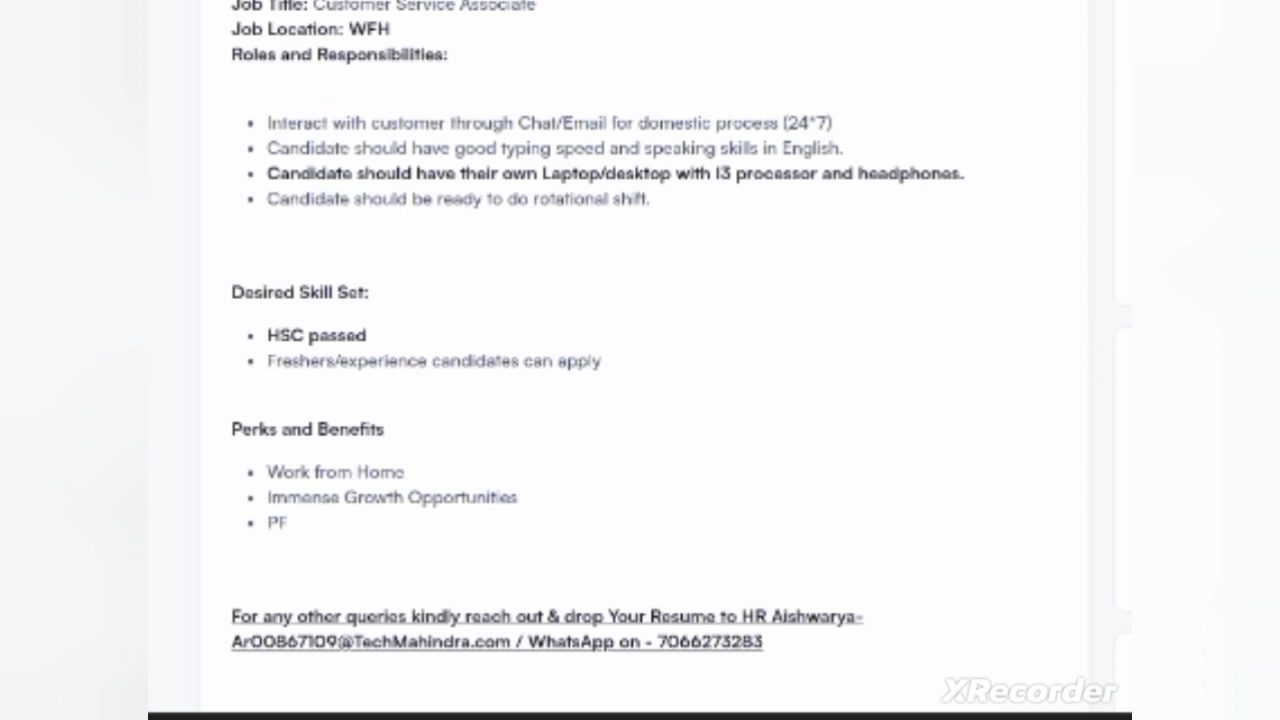 Job Title: Customer Service Associate
Job Location: WFH
Roles and Responsibilities:
• Interact with customer through Chat/Email for domestic process (24*7)
• Candidate should have good typing speed and speaking skills in English.
• Candidate should have their own Laptop/desktop with I3 processor and headphones.
• Candidate should be ready to do rotational shift.
Desired Skill Set:
• HSC passed
• Freshers/experience candidates can apply
Perks and Benefits
• Work from Home
• Immense Growth Opportunities
• PF
For any other queries kindly reach out & drop Your Resume to HR Aishwarya-
Ar00867109@TechMahindra.com / WhatsApp on - 7066273283
XRecorder